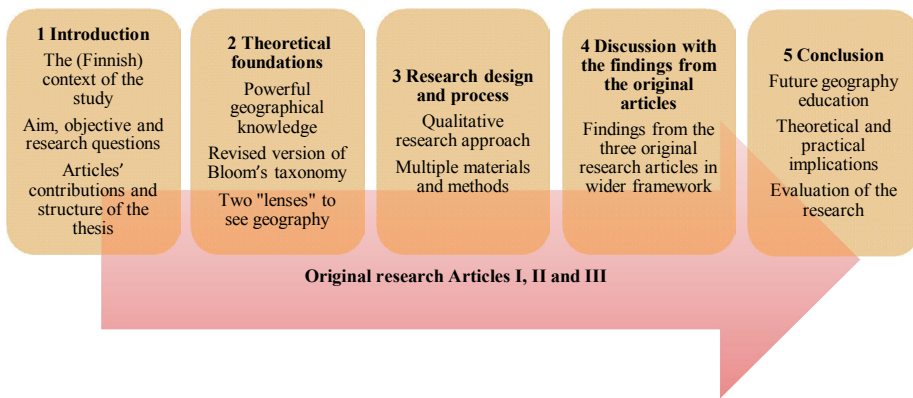 1 Introduction
The (Finnish)
context of the
study
Aim, objective and
research questions
Articles’
contributions and
structure of the
thesis
2 Theoretical
foundations
Powerful
geographical
knowledge
Revised version of
Bloom’s taxonomy
Two "lenses" to
see geography
3 Research design
and process
Qualitative
research approach
Multiple materials
and methods
4 Discussion with
the findings from
the original
articles
Findings from the
three original
research articles in
wider framework
5 Conclusion
Future geography
education
Theoretical and
practical
implications
Evaluation of the
research
Original research Articles I, II and III